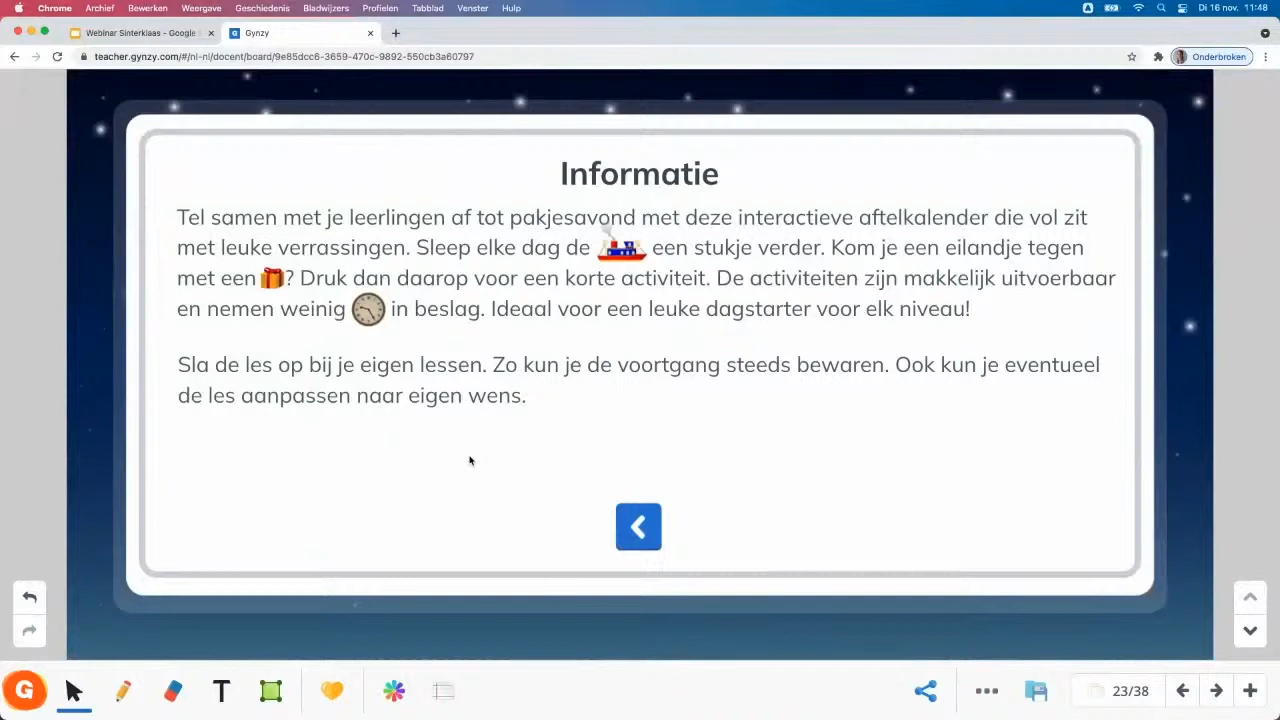 Chrome Archief Bewerken Weergave Geschiedenis Bladwijzers Profielen Tabblad Venster Help Di 16 nov. 11:48
Webinar Sinterklaas - Google Gynzy
teacher.gynzy.com/#/nl-nl/docent/board/9e85dcc6-3659-470c-9892-550cb3a60797 Onderbroken
Informatie
Tel samen met je leerlingen af tot pakjesavond met deze interactieve aftelkalender die vol zit
met leuke verrassingen. Sleep elke dag de een stukje verder. Kom je een eilandje tegen
met een ? Druk dan daarop voor een korte activiteit. De activiteiten zijn makkelijk uitvoerbaar
en nemen weinig in beslag. Ideaal voor een leuke dagstarter voor elk niveau!
Sla de les op bij je eigen lessen. Zo kun je de voortgang steeds bewaren. Ook kun je eventueel
de les aanpassen naar eigen wens.
G T 23/38